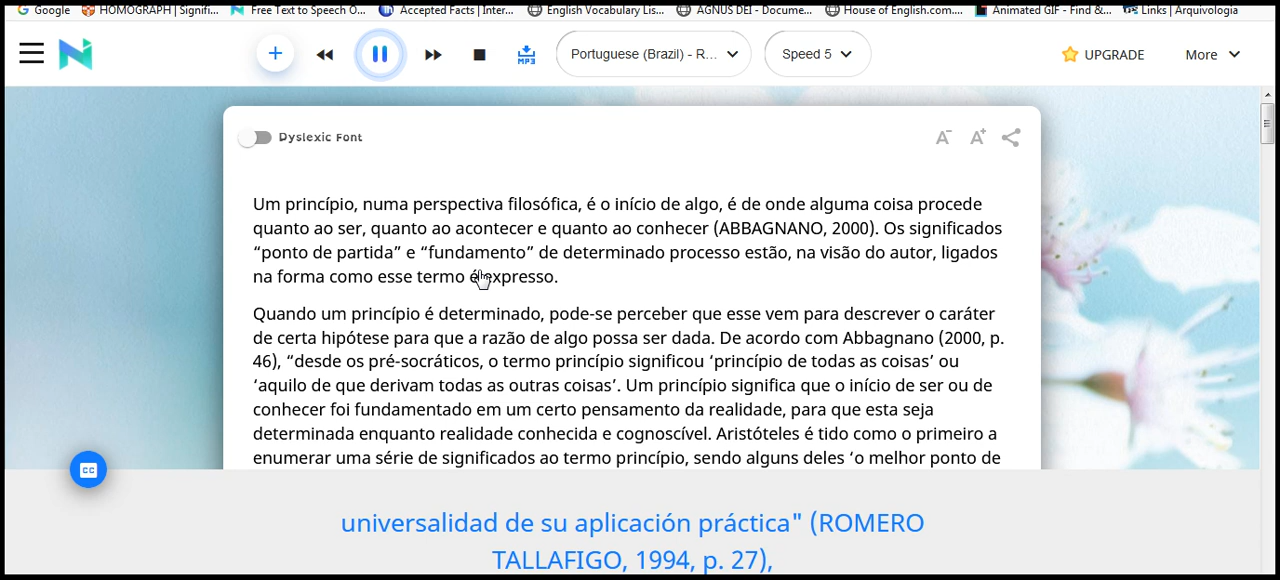 Google HOMOGRAPH | Signifi... Free Text to Speech O... Accepted Facts | Inter... English Vocabulary Lis... AGNUS DEI - Docume... House of English.com.... Animated GIF - Find &... Links | Arquivologia
MP3 Portuguese (Brazil) - R... Speed 5 UPGRADE More
Dyslexic Font A- A+
Um princípio, numa perspectiva filosófica, é o início de algo, é de onde alguma coisa procede
quanto ao ser, quanto ao acontecer e quanto ao conhecer (ABBAGNANO, 2000). Os significados
“ponto de partida” e “fundamento” de determinado processo estão, na visão do autor, ligados
na forma como esse termo é expresso.
Quando um princípio é determinado, pode-se perceber que esse vem para descrever o caráter
de certa hipótese para que a razão de algo possa ser dada. De acordo com Abbagnano (2000, p.
46), “desde os pré-socráticos, o termo princípio significou ‘princípio de todas as coisas’ ou
‘aquilo de que derivam todas as outras coisas’. Um princípio significa que o início de ser ou de
conhecer foi fundamentado em um certo pensamento da realidade, para que esta seja
determinada enquanto realidade conhecida e cognoscível. Aristóteles é tido como o primeiro a
enumerar uma série de significados ao termo princípio, sendo alguns deles ‘o melhor ponto de
CC
universalidad de su aplicación práctica" (ROMERO
TALLAFIGO, 1994, p. 27),